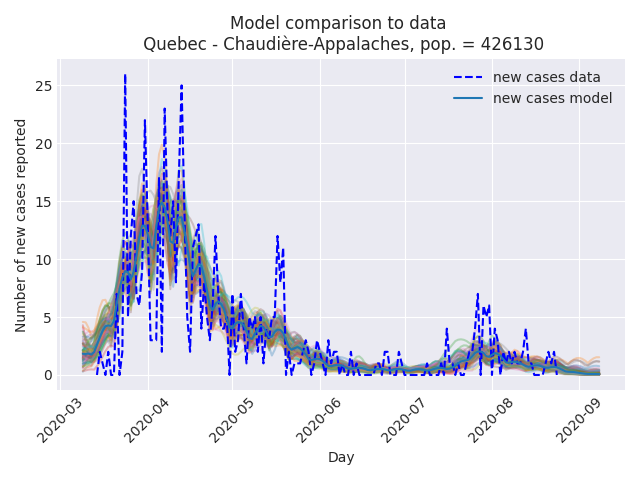 Model comparison to data
Quebec - Chaudière-Appalaches, pop. = 426130
new cases data
new cases model
Number of new cases reported
25
20
15
10
5
0
2020-03
2020-04
2020-05
2020-06
2020-07
2020-08
2020-09
Day